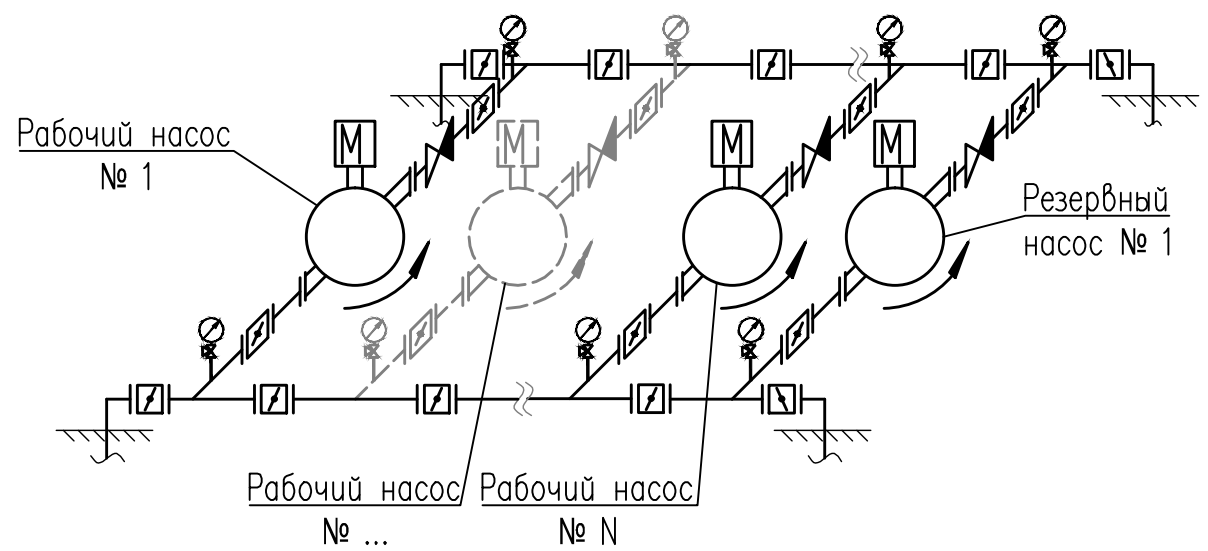 М
М
М
М
Рабочий насос
№ 1
Резервный
насос № 1
Рабочий насос
№ ...
Рабочий насос
№ N